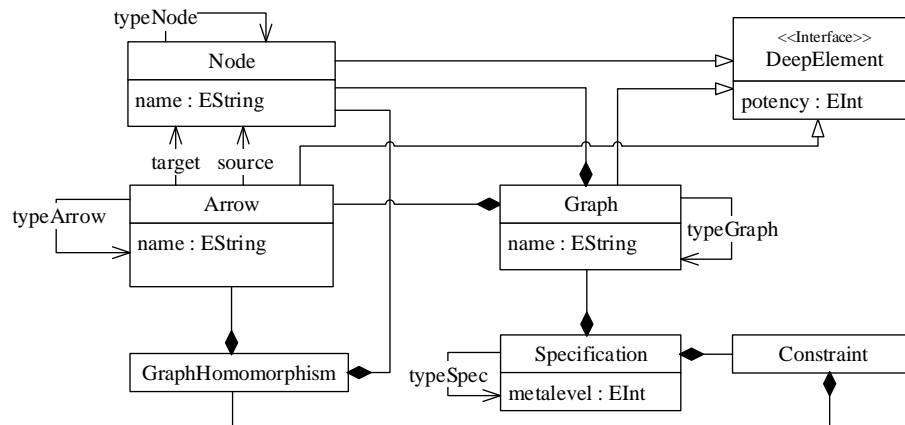 typeNode
Node
name : EString
<<Interface>>
DeepElement
potency : EInt
target
source
typeArrow
Arrow
name : EString
Graph
name : EString
typeGraph
GraphHomomorphism
typeSpec
Specification
metalevel : EInt
Constraint